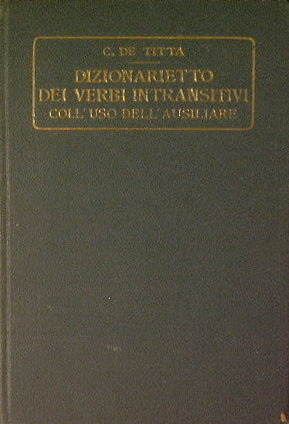 C. DE TITTA
DIZIONARIETTO
DEI VERBI INTRANSITIVI
COLL'USO DELL'AUSILIARE